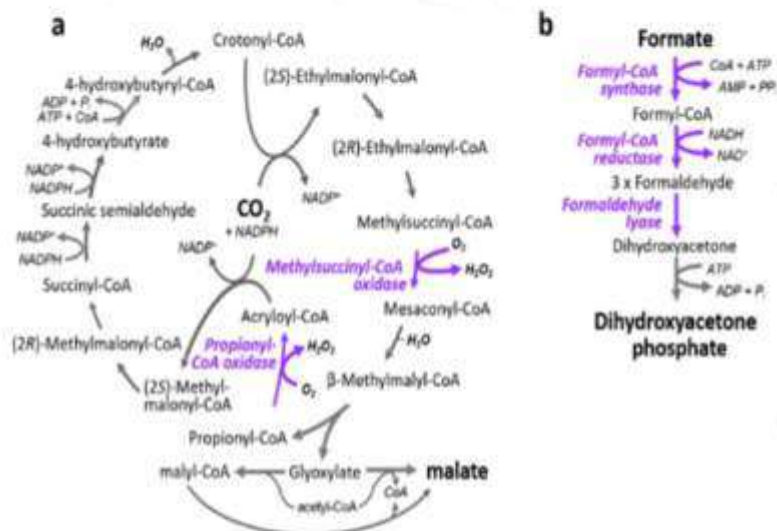 a
Crotonyl-CoA
H₂O
4-hydroxybutyryl-CoA
ADP + Pᵢ
ATP + CoA
4-hydroxybutyrate
NADP⁺
NADPH
Succinic semialdehyde
NADP⁺
NADPH
Succinyl-CoA
(2R)-Methylmalonyl-CoA
(2S)-Methyl-
malonyl-CoA
(2S)-Ethylmalonyl-CoA
(2R)-Ethylmalonyl-CoA
NADP⁺
CO₂
+ NADPH
NADP⁺
Methylsuccinyl-CoA
O₂
H₂O₂
Methylsuccinyl-CoA
oxidase
Mesaconyl-CoA
H₂O
Acryloyl-CoA
Propionyl-
CoA oxidase
H₂O₂
O₂
β-Methylmalyl-CoA
Propionyl-CoA
malyl-CoA
Glyoxylate
malate
acetyl-CoA
CoA
b
Formate
Formyl-CoA
synthase
CoA + ATP
AMP + PPᵢ
Formyl-CoA
Formyl-CoA
reductase
NADH
NAD⁺
3 x Formaldehyde
Formaldehyde
lyase
Dihydroxyacetone
ATP
ADP + Pᵢ
Dihydroxyacetone
phosphate